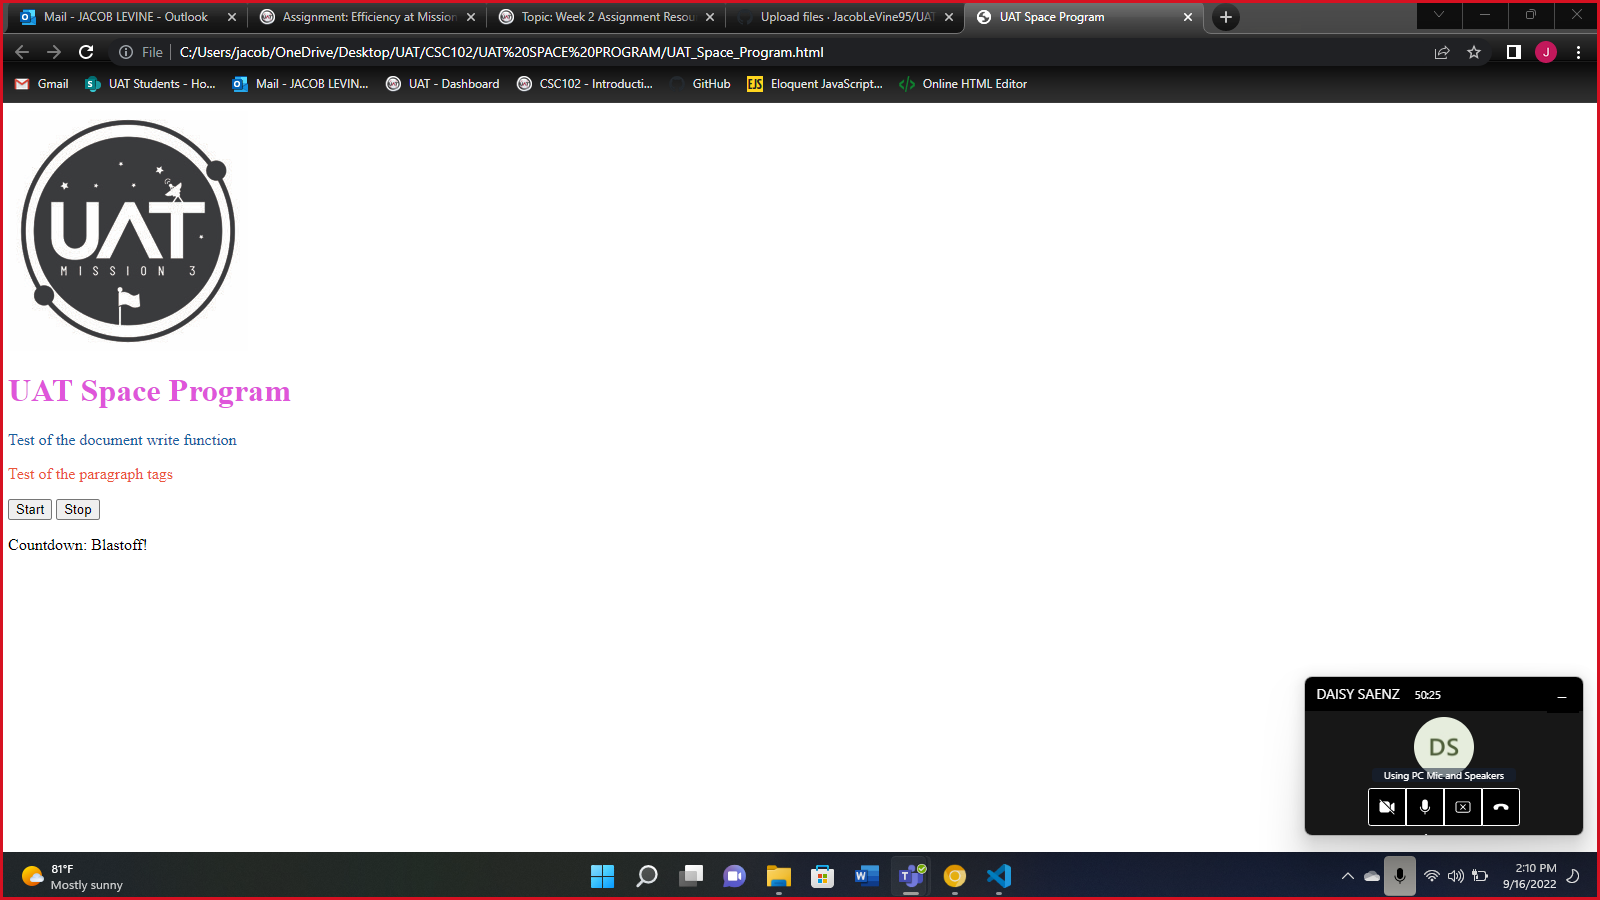 Mail - JACOB LEVINE - Outlook
Assignment: Efficiency at Mission
Topic: Week 2 Assignment Resou
Upload files · JacobLeVine95/UAT
UAT Space Program
File
C:/Users/jacob/OneDrive/Desktop/UAT/CSC102/UAT%20SPACE%20PROGRAM/UAT_Space_Program.html
J
Gmail
UAT Students - Ho...
Mail - JACOB LEVIN...
UAT - Dashboard
CSC102 - Introducti...
GitHub
EJS
Eloquent JavaScript...
Online HTML Editor
UAT
MISSION 3
UAT Space Program
Test of the document write function
Test of the paragraph tags
Start
Stop
Countdown: Blastoff!
DAISY SAENZ 50:25
DS
Using PC Mic and Speakers
81°F
Mostly sunny
2:10 PM
9/16/2022